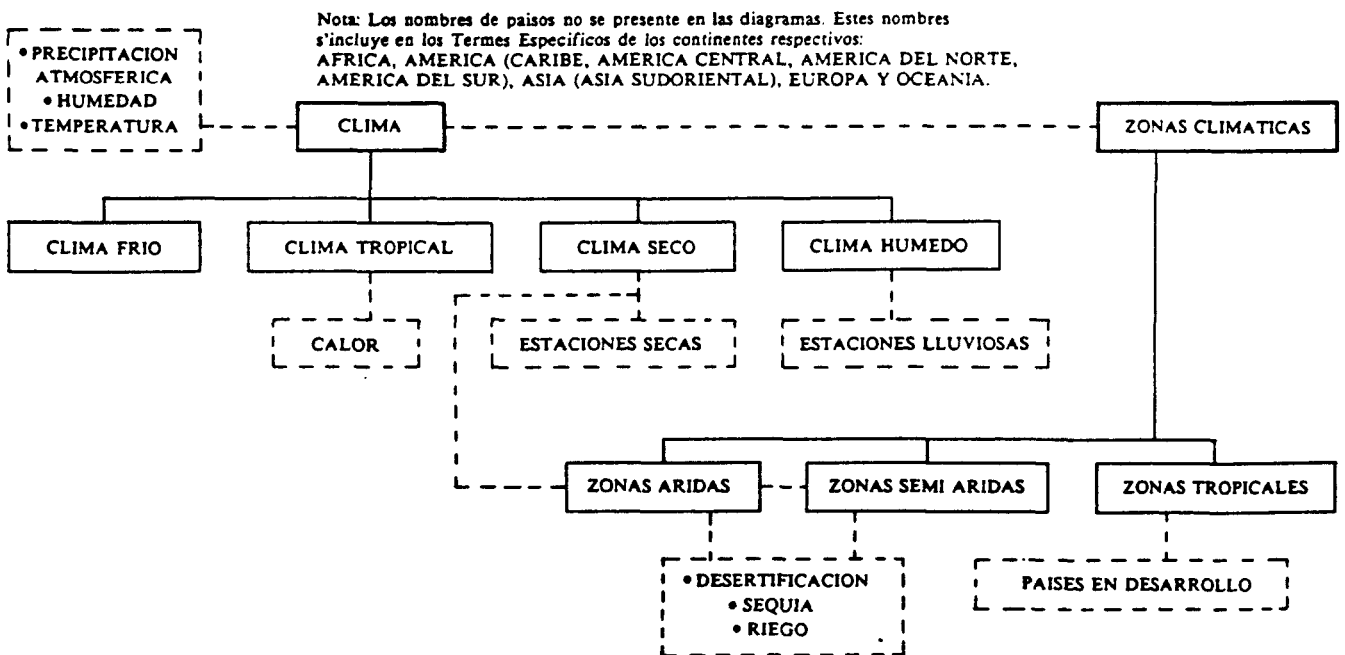 Nota: Los nombres de paisos no se presente en las diagramas. Estes nombres
s'incluye en los Termes Especificos de los continentes respectivos:
AFRICA, AMERICA (CARIBE, AMERICA CENTRAL, AMERICA DEL NORTE,
AMERICA DEL SUR), ASIA (ASIA SUDORIENTAL), EUROPA Y OCEANIA.
• PRECIPITACION
ATMOSFERICA
• HUMEDAD
• TEMPERATURA
CLIMA
ZONAS CLIMATICAS
CLIMA FRIO
CLIMA TROPICAL
CLIMA SECO
CLIMA HUMEDO
CALOR
ESTACIONES SECAS
ESTACIONES LLUVIOSAS
ZONAS ARIDAS
ZONAS SEMI ARIDAS
ZONAS TROPICALES
• DESERTIFICACION
• SEQUIA
• RIEGO
PAISES EN DESARROLLO